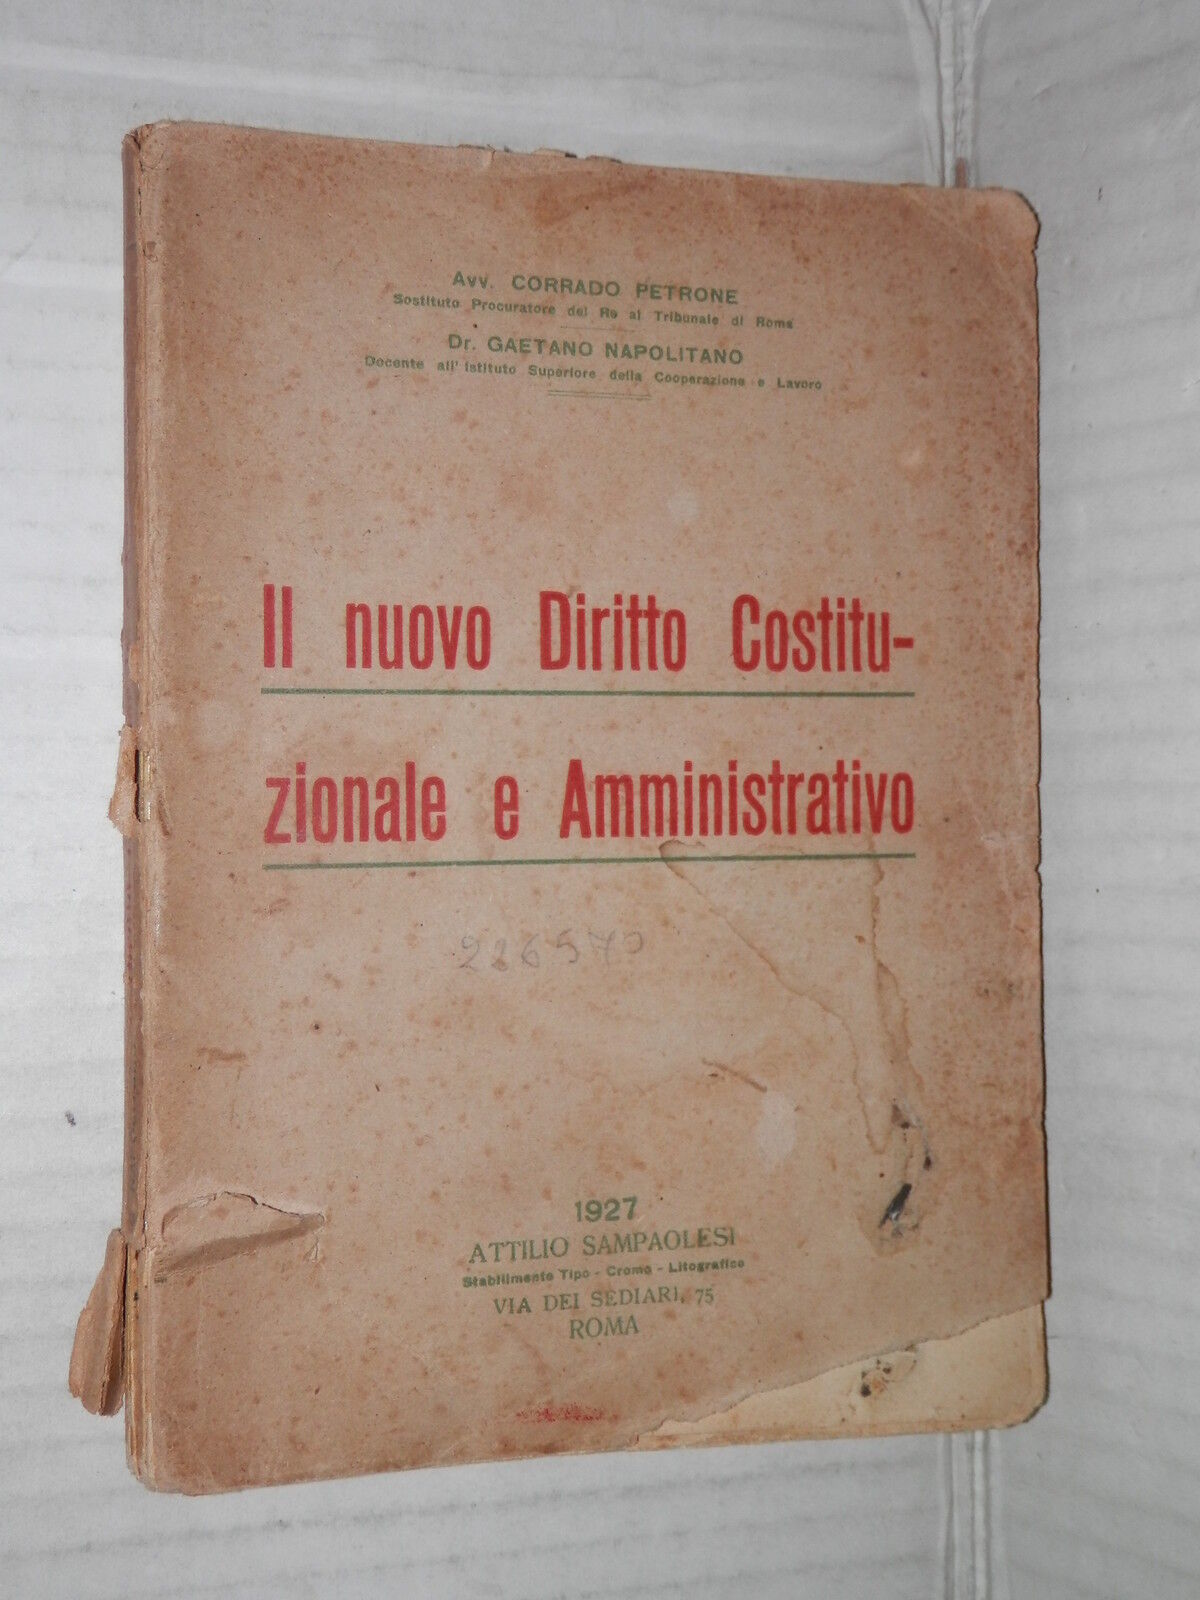 Avv. CORRADO PETRONE
Sostituto Procuratore del Re al Tribunale di Roma
Dr. GAETANO NAPOLITANO
Docente all'Istituto Superiore della Cooperazione e Lavoro
Il nuovo Diritto Costitu-
zionale e Amministrativo
226570
1927
ATTILIO SAMPAOLESI
Stabilimento Tipo - Cromo - Litografico
VIA DEI SEDIARI, 75
ROMA